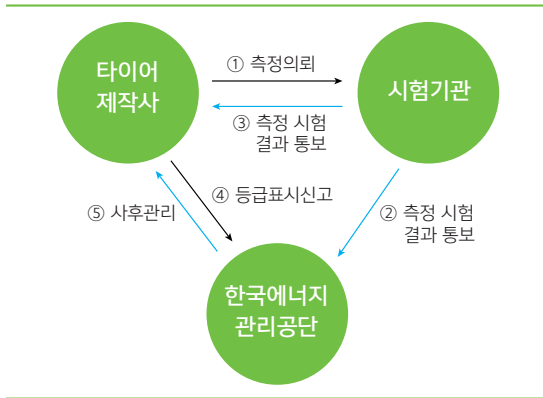 타이어
제작사
① 측정의뢰
시험기관
③ 측정 시험
결과 통보
④ 등급표시신고
⑤ 사후관리
② 측정 시험
결과 통보
한국에너지
관리공단